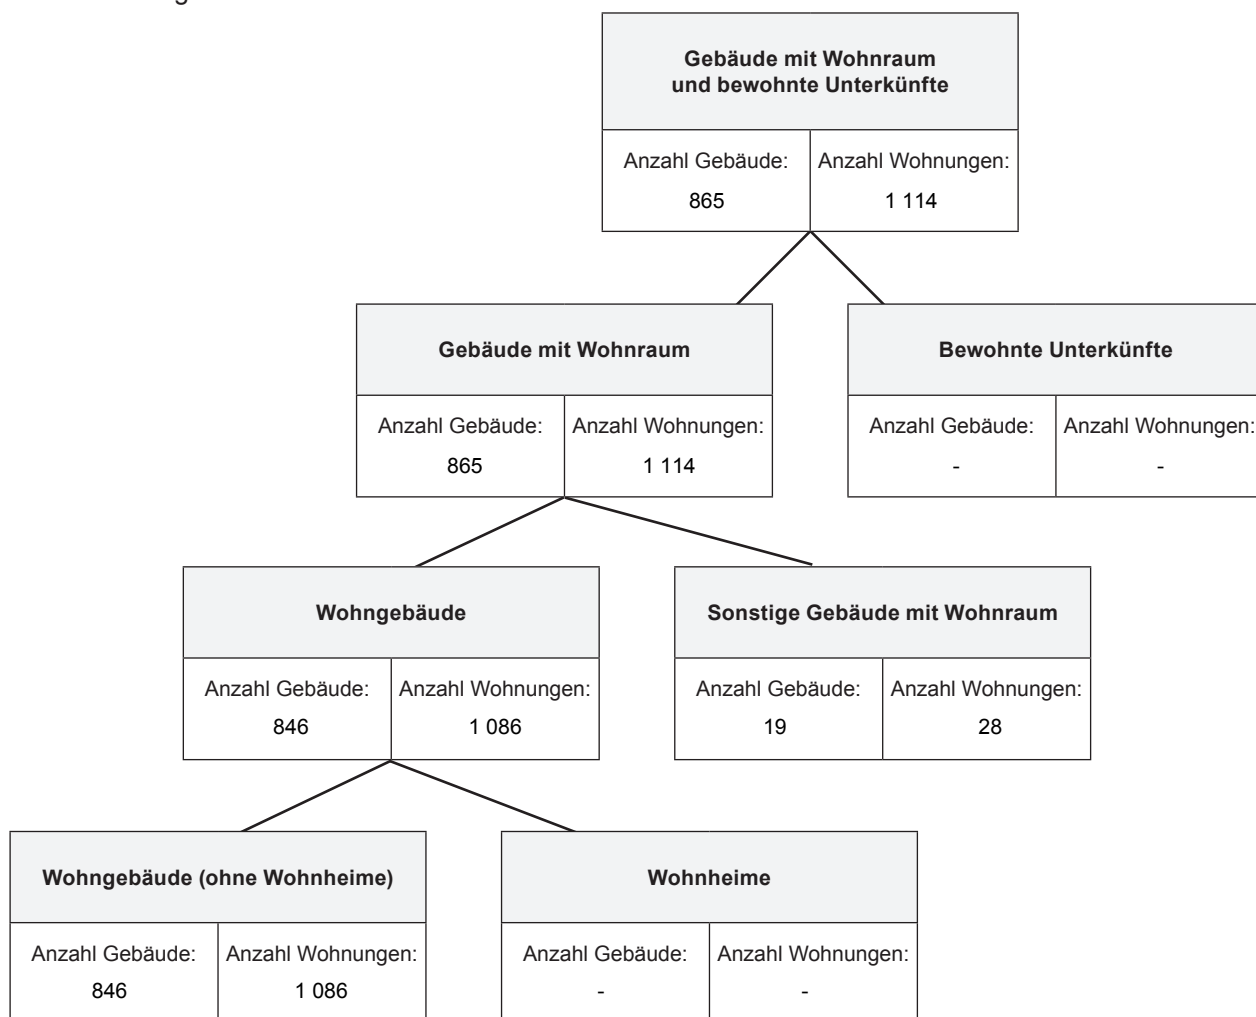 Gebäude mit Wohnraum
und bewohnte Unterkünfte
Anzahl Gebäude: Anzahl Wohnungen:
865 1 114
Gebäude mit Wohnraum
Anzahl Gebäude: Anzahl Wohnungen:
865 1 114
Bewohnte Unterkünfte
Anzahl Gebäude: Anzahl Wohnungen:
- -
Wohngebäude
Anzahl Gebäude: Anzahl Wohnungen:
846 1 086
Sonstige Gebäude mit Wohnraum
Anzahl Gebäude: Anzahl Wohnungen:
19 28
Wohngebäude (ohne Wohnheime)
Anzahl Gebäude: Anzahl Wohnungen:
846 1 086
Wohnheime
Anzahl Gebäude: Anzahl Wohnungen:
- -